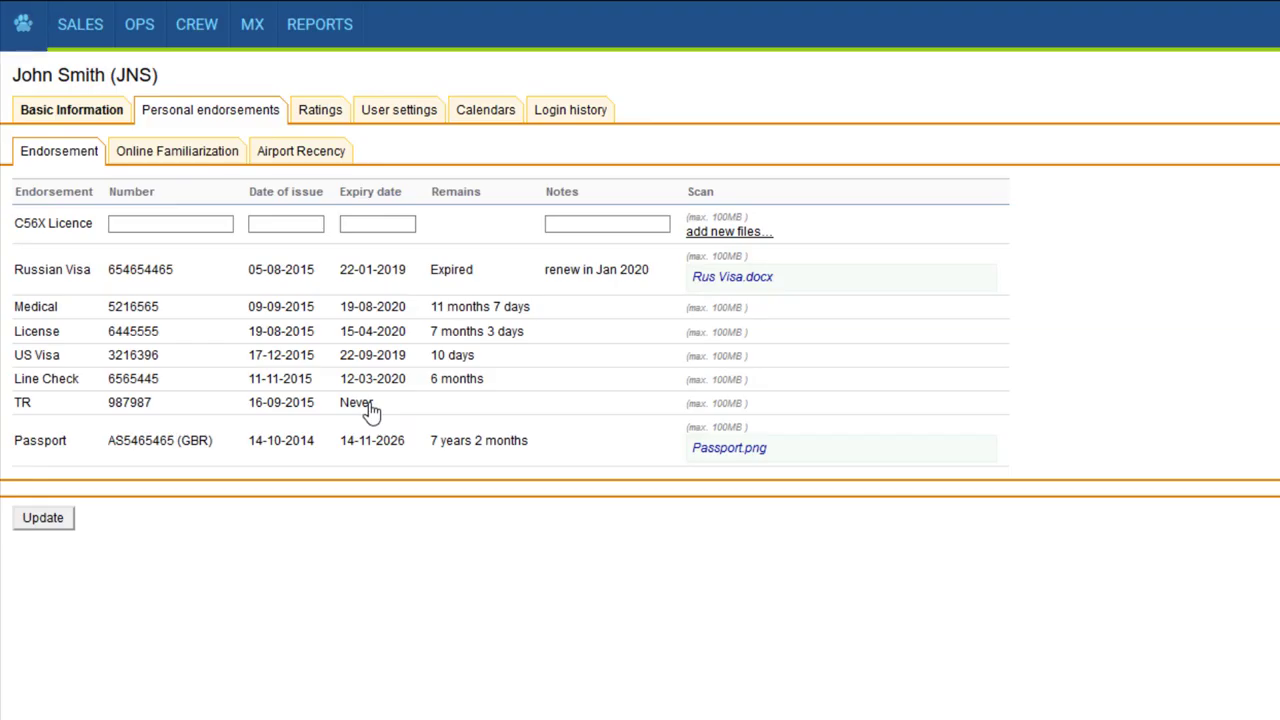 SALES OPS CREW MX REPORTS
John Smith (JNS)
Basic Information Personal endorsements Ratings User settings Calendars Login history
Endorsement Online Familiarization Airport Recency
Endorsement Number Date of issue Expiry date Remains Notes Scan
C56X Licence (max. 100MB )
add new files...
Russian Visa 654654465 05-08-2015 22-01-2019 Expired renew in Jan 2020 (max. 100MB )
Rus Visa.docx
Medical 5216565 09-09-2015 19-08-2020 11 months 7 days (max. 100MB )
License 6445555 19-08-2015 15-04-2020 7 months 3 days (max. 100MB )
US Visa 3216396 17-12-2015 22-09-2019 10 days (max. 100MB )
Line Check 6565445 11-11-2015 12-03-2020 6 months (max. 100MB )
TR 987987 16-09-2015 Never (max. 100MB )
Passport AS5465465 (GBR) 14-10-2014 14-11-2026 7 years 2 months (max. 100MB )
Passport.png
Update